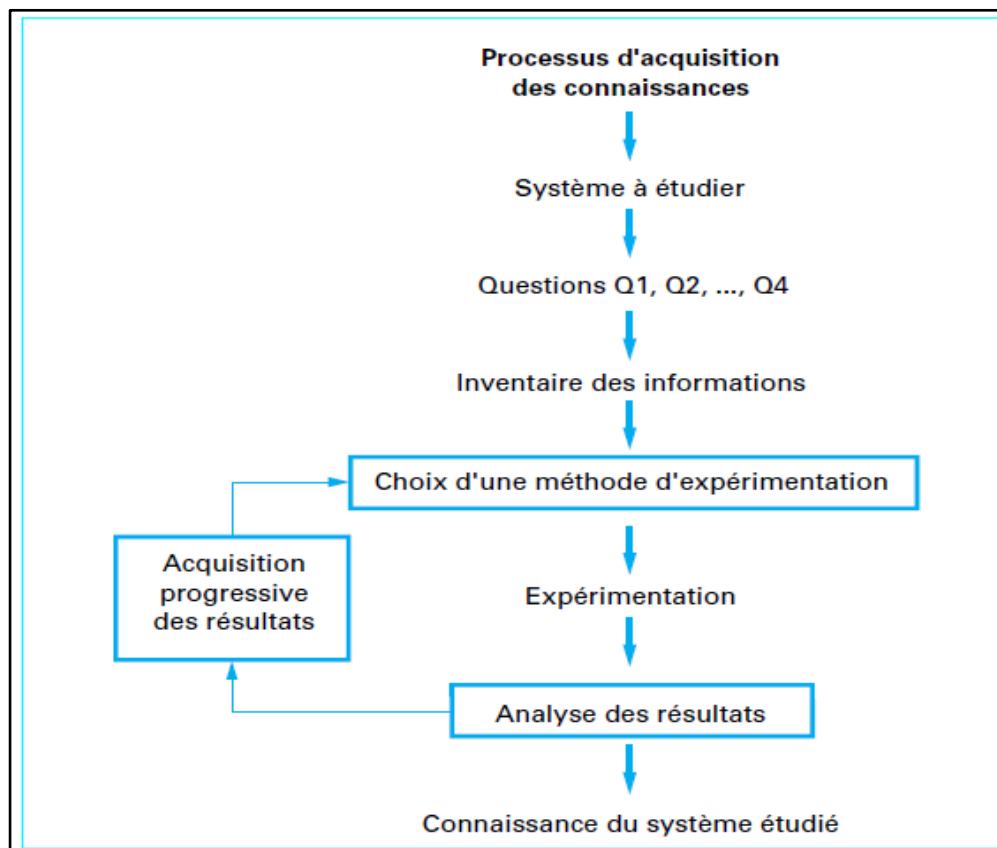 Processus d'acquisition
des connaissances
Système à étudier
Questions Q1, Q2, ..., Q4
Inventaire des informations
Choix d'une méthode d'expérimentation
Acquisition
progressive
des résultats
Expérimentation
Analyse des résultats
Connaissance du système étudié